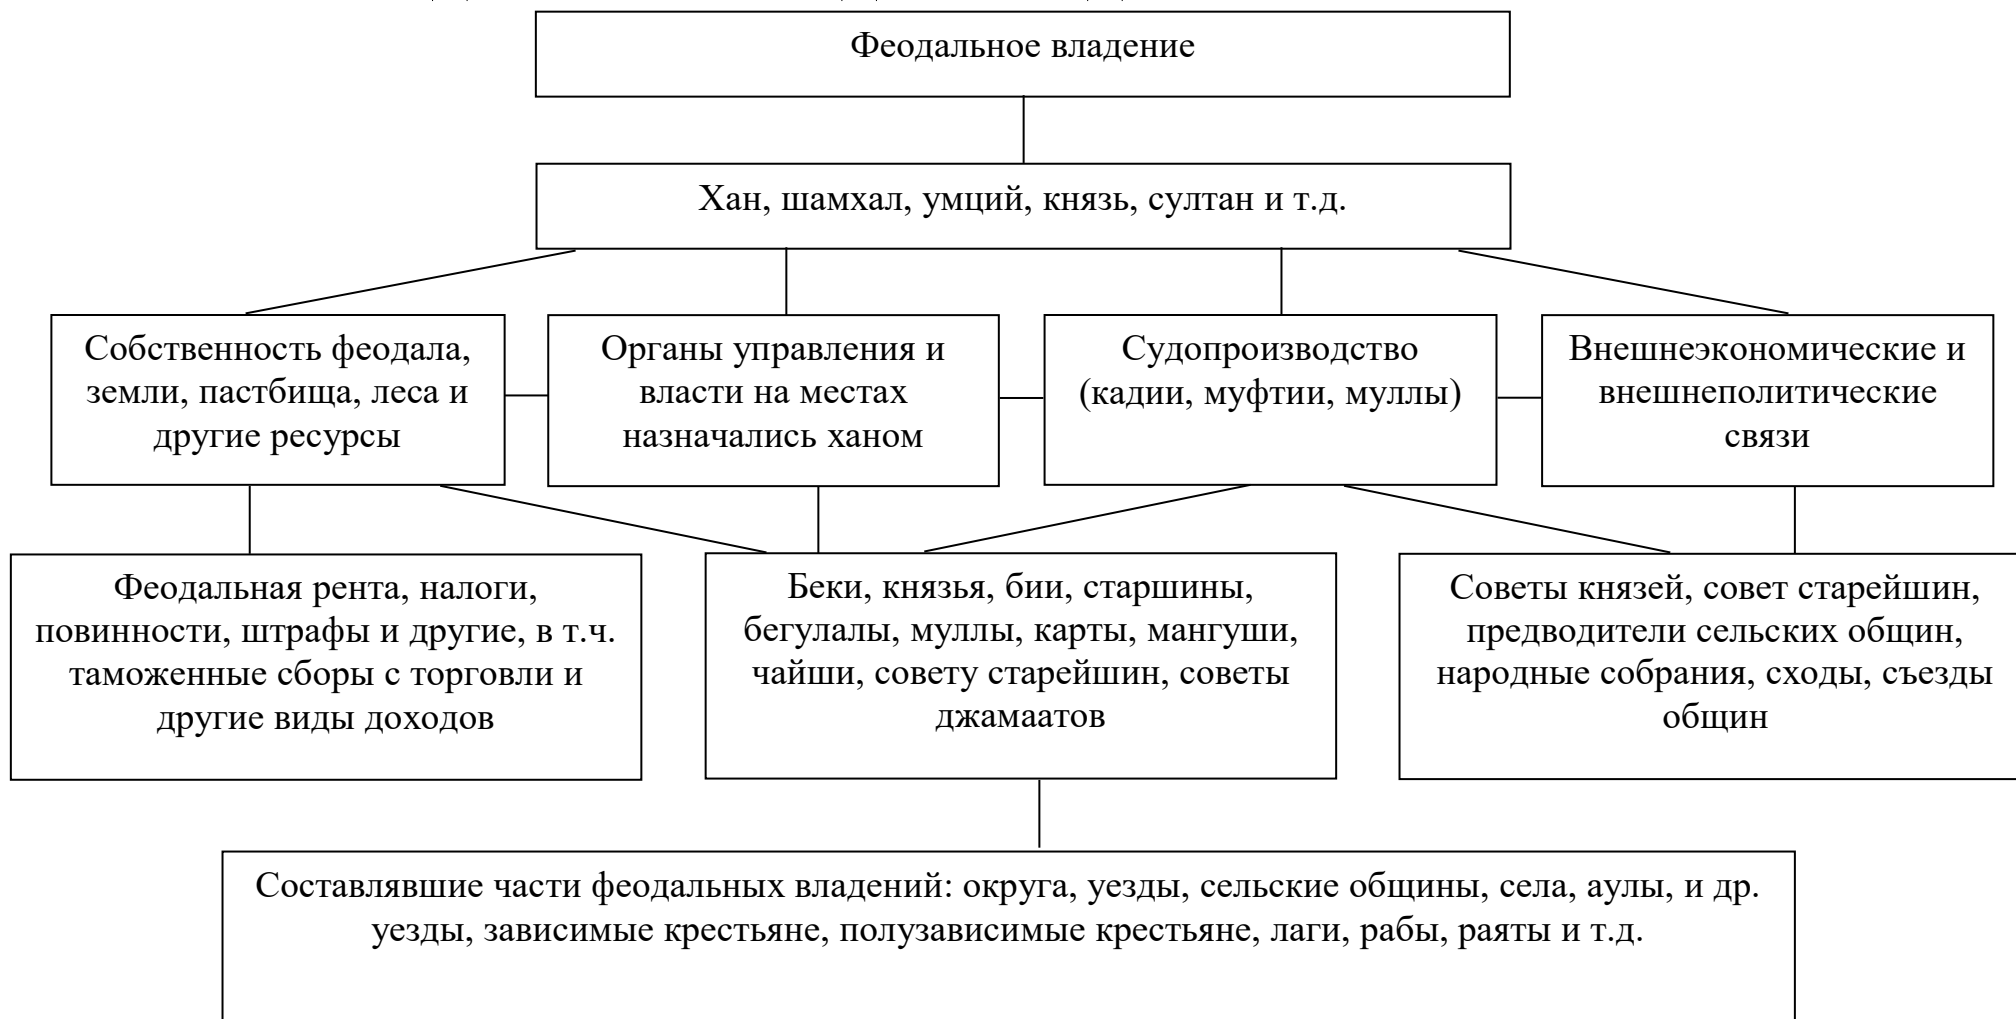 Феодальное владение
Хан, шамхал, умций, князь, султан и т.д.
Собственность феодала,
земли, пастбища, леса и
другие ресурсы
Органы управления и
власти на местах
назначались ханом
Судопроизводство
(кадии, муфтии, муллы)
Внешнеэкономические и
внешнеполитические
связи
Феодальная рента, налоги,
повинности, штрафы и другие, в т.ч.
таможенные сборы с торговли и
другие виды доходов
Беки, князья, бии, старшины,
бегулалы, муллы, карты, мангуши,
чайши, совету старейшин, советы
джамаатов
Советы князей, совет старейшин,
предводители сельских общин,
народные собрания, сходы, съезды
общин
Составлявшие части феодальных владений: округа, уезды, сельские общины, села, аулы, и др.
уезды, зависимые крестьяне, полузависимые крестьяне, лаги, рабы, раяты и т.д.